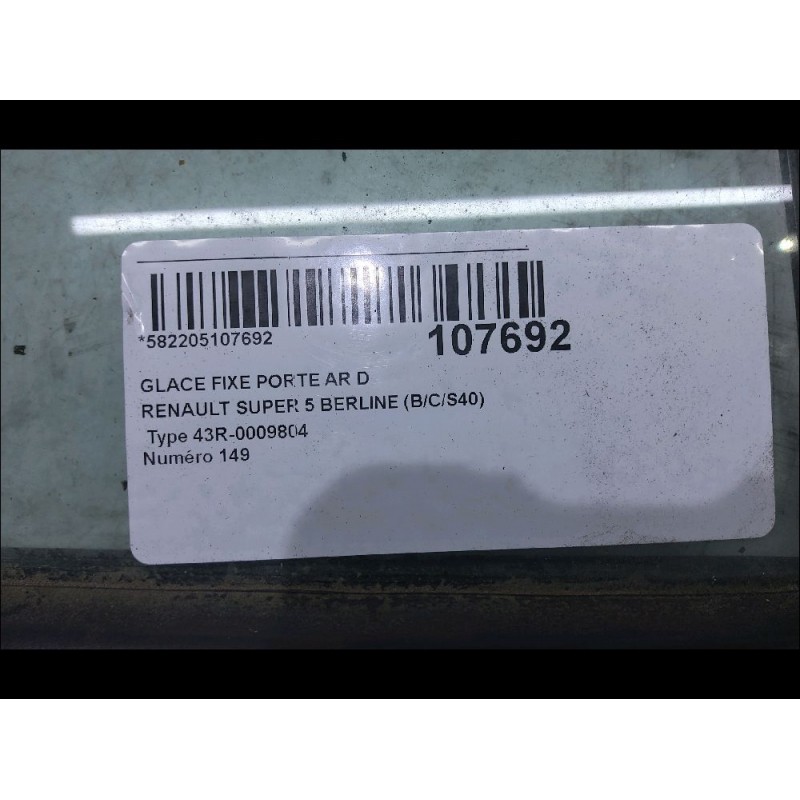 *582205107692
107692
GLACE FIXE PORTE AR D
RENAULT SUPER 5 BERLINE (B/C/S40)
Type 43R-0009804
Numéro 149